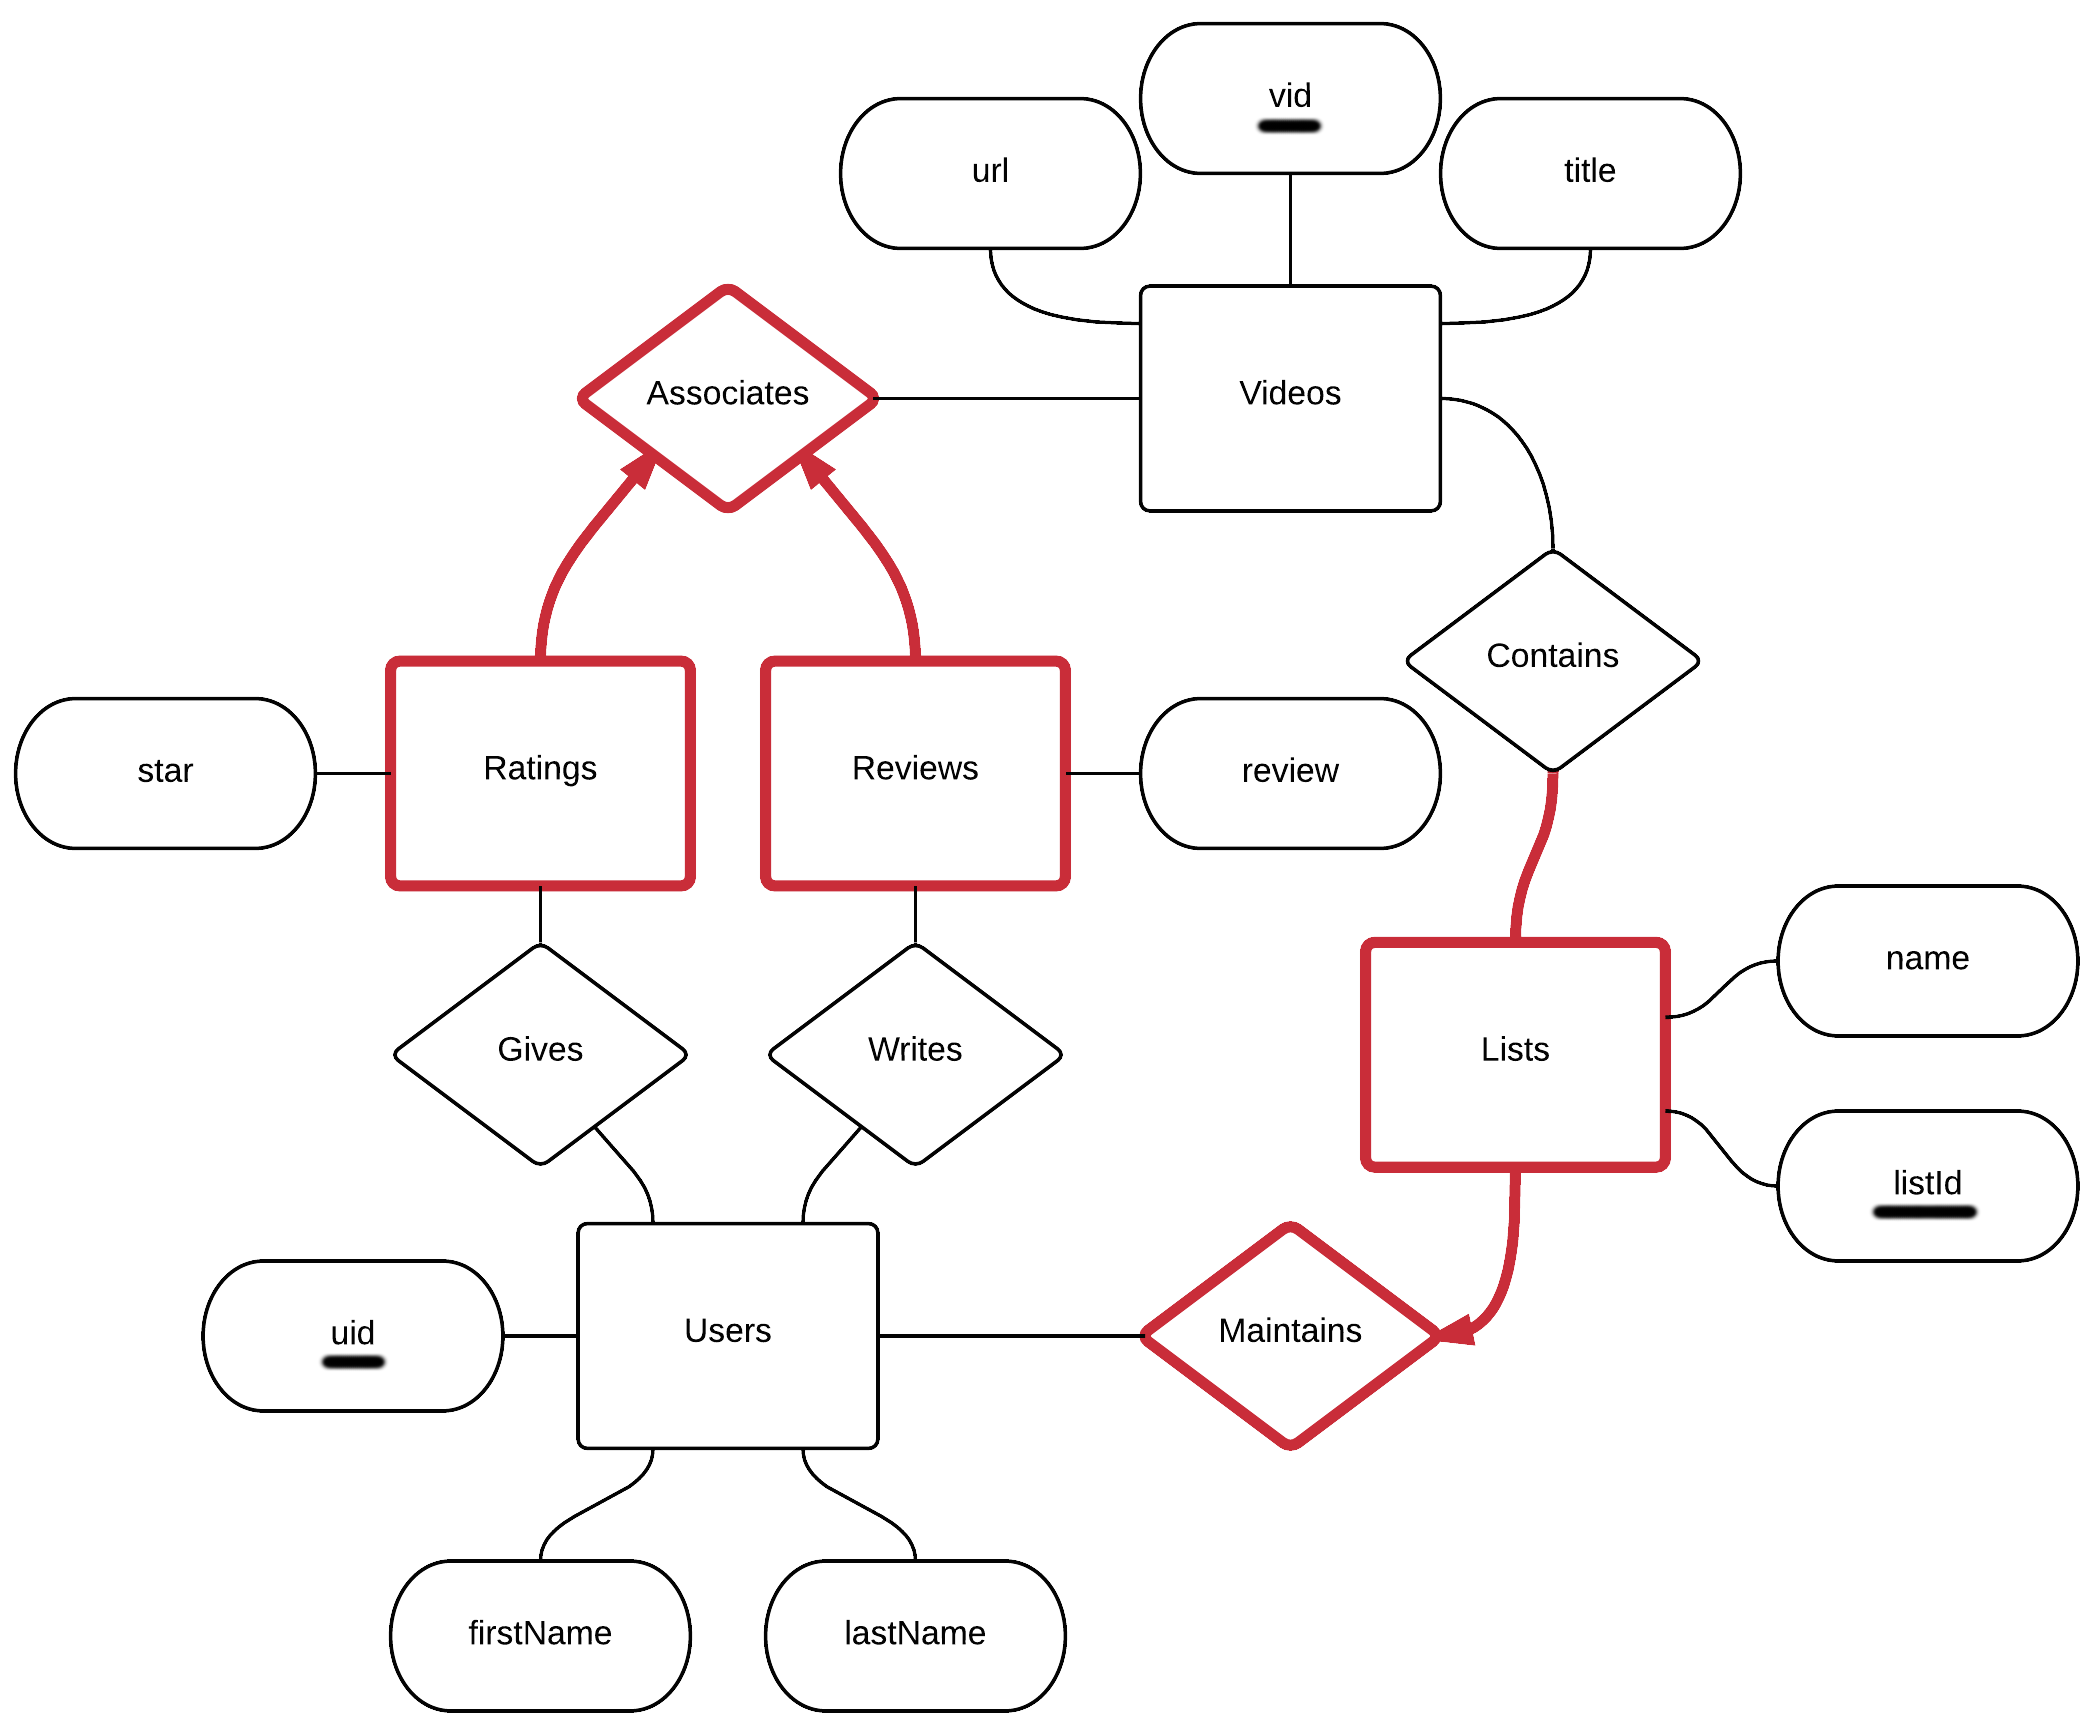 vid
url
title
Associates
Videos
Contains
star
Ratings
Reviews
review
name
Gives
Writes
Lists
listId
uid
Users
Maintains
firstName
lastName